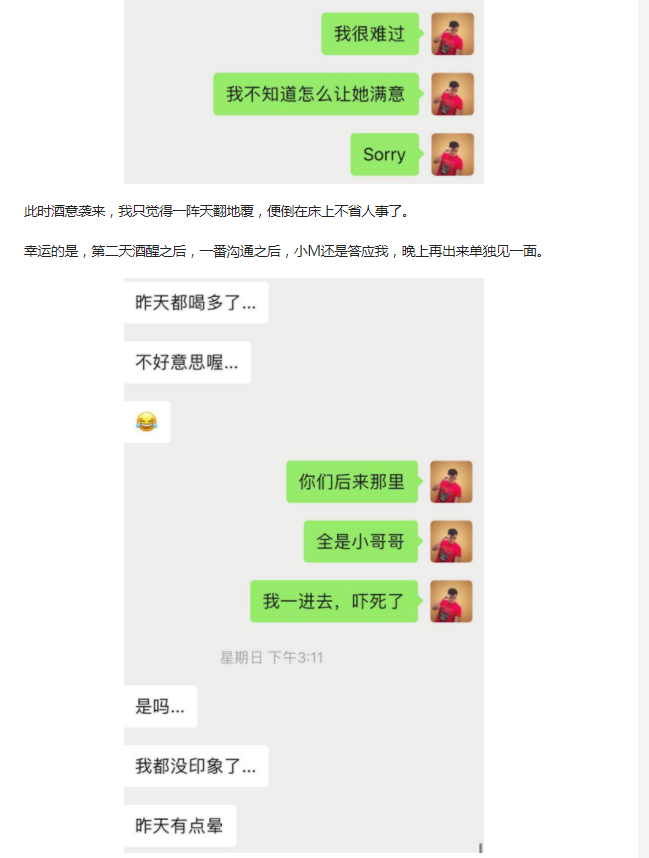 我很难过
我不知道怎么让她满意
Sorry
此时酒意袭来，我只觉得一阵天翻地覆，便倒在床上不省人事了。
幸运的是，第二天酒醒之后，一番沟通之后，小M还是答应我，晚上再出来单独见一面。
昨天都喝多了...
不好意思喔...
😂
你们后来那里
全是小哥哥
我一进去，吓死了
星期日 下午3:11
是吗...
我都没印象了...
昨天有点晕